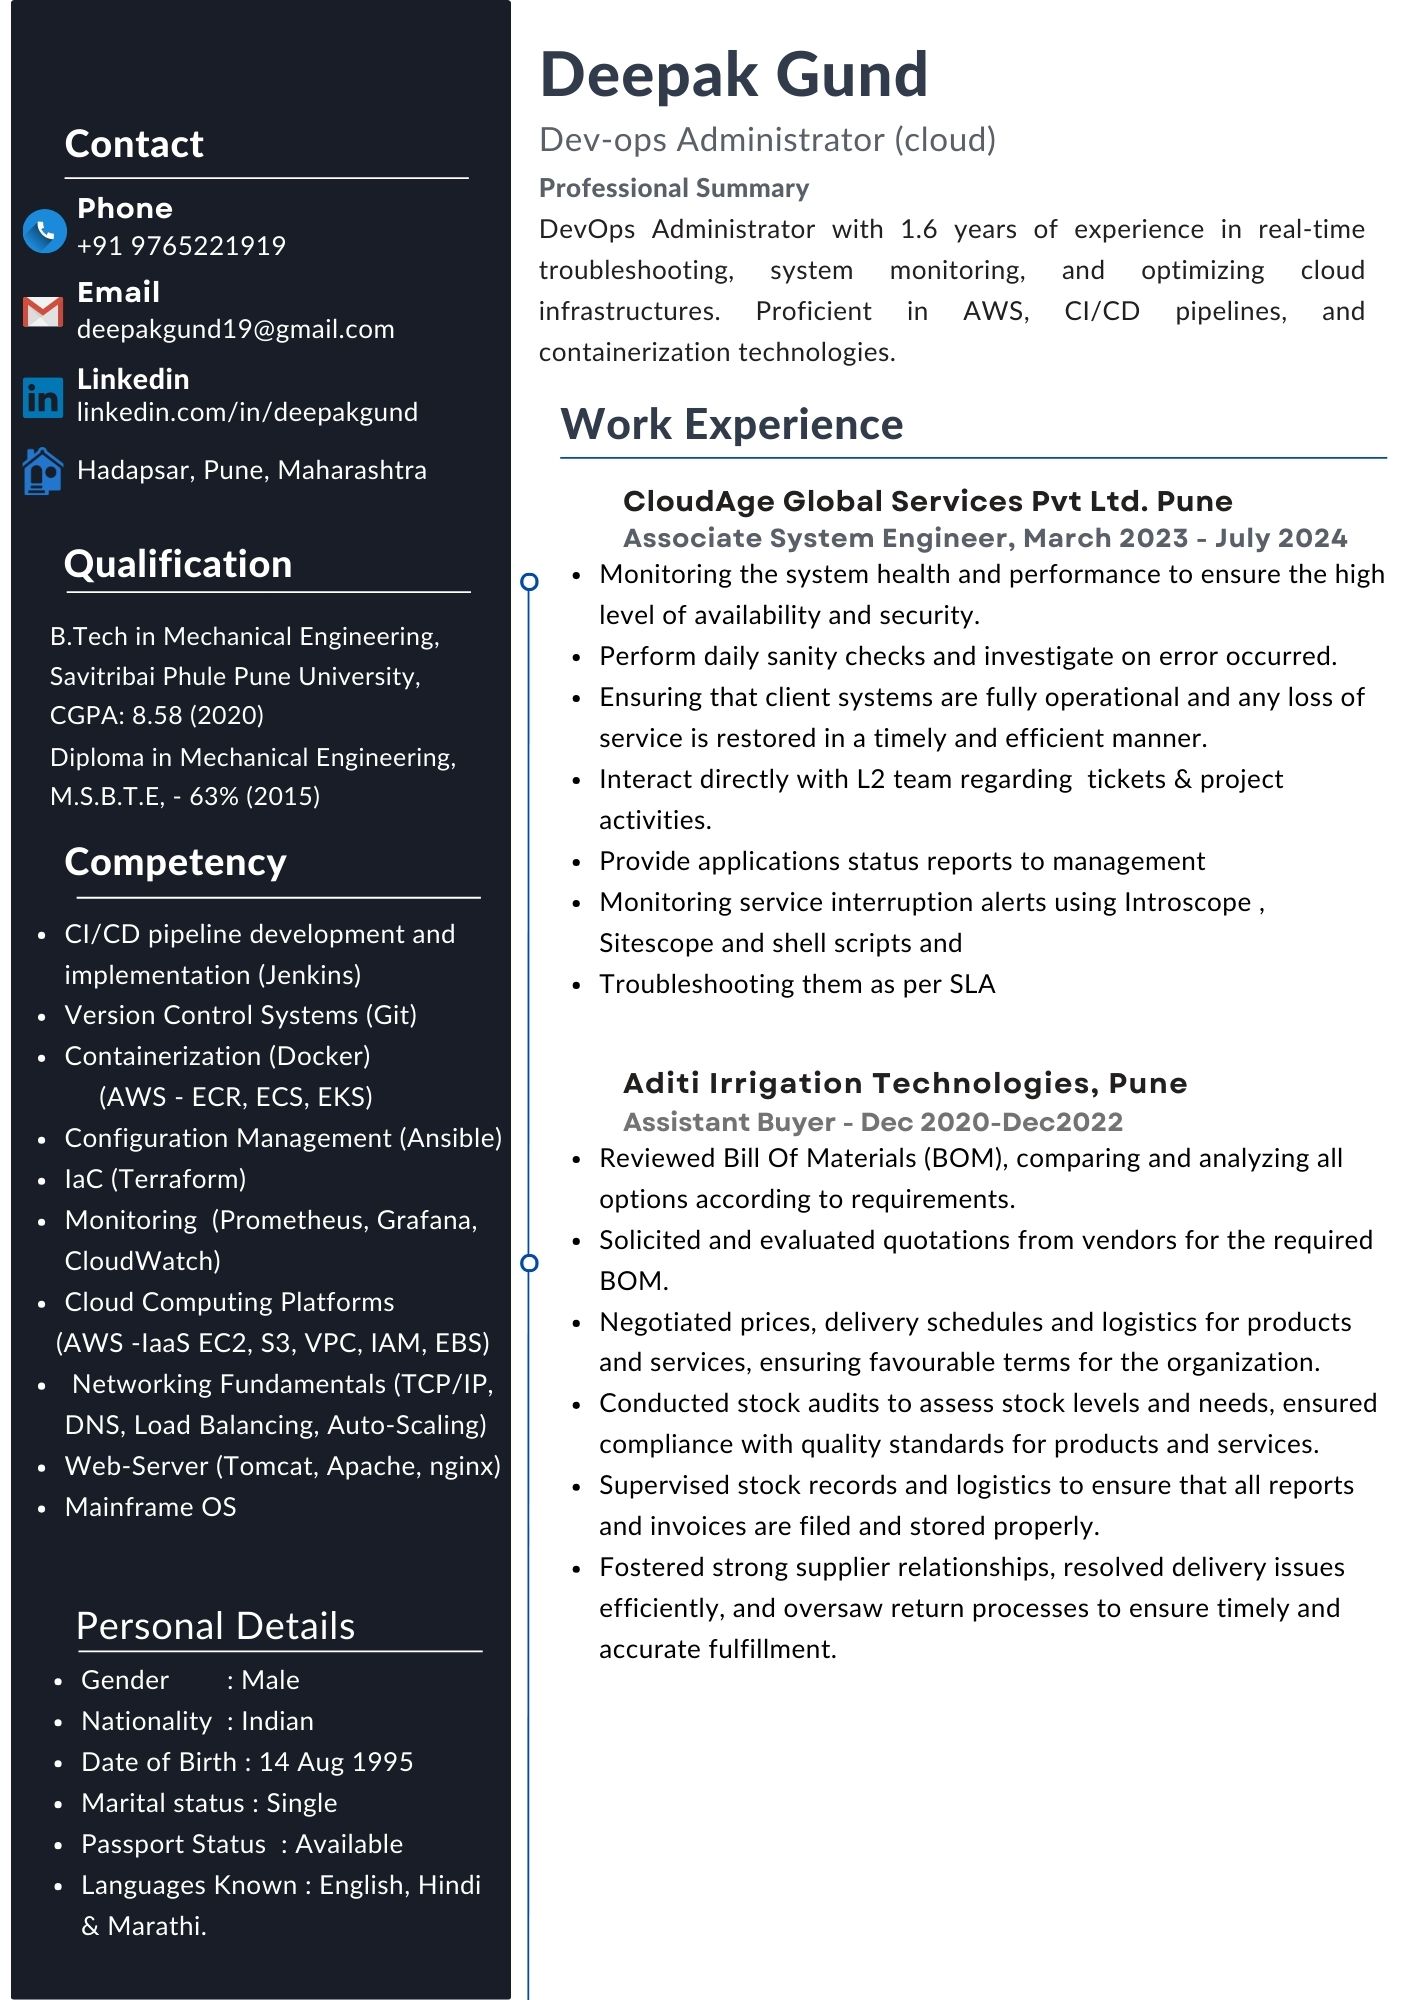 Contact
Phone
+91 9765221919
Email
deepakgund19@gmail.com
Linkedin
linkedin.com/in/deepakgund
Hadapsar, Pune, Maharashtra
Qualification
B.Tech in Mechanical Engineering,
Savitribai Phule Pune University,
CGPA: 8.58 (2020)
Diploma in Mechanical Engineering,
M.S.B.T.E, - 63% (2015)
Competency
• CI/CD pipeline development and
implementation (Jenkins)
• Version Control Systems (Git)
• Containerization (Docker)
(AWS - ECR, ECS, EKS)
• Configuration Management (Ansible)
• IaC (Terraform)
• Monitoring (Prometheus, Grafana,
CloudWatch)
• Cloud Computing Platforms
(AWS -IaaS EC2, S3, VPC, IAM, EBS)
• Networking Fundamentals (TCP/IP,
DNS, Load Balancing, Auto-Scaling)
• Web-Server (Tomcat, Apache, nginx)
• Mainframe OS
Personal Details
• Gender : Male
• Nationality : Indian
• Date of Birth : 14 Aug 1995
• Marital status : Single
• Passport Status : Available
• Languages Known : English, Hindi
& Marathi.
Deepak Gund
Dev-ops Administrator (cloud)
Professional Summary
DevOps Administrator with 1.6 years of experience in real-time
troubleshooting, system monitoring, and optimizing cloud
infrastructures. Proficient in AWS, CI/CD pipelines, and
containerization technologies.
Work Experience
CloudAge Global Services Pvt Ltd. Pune
Associate System Engineer, March 2023 - July 2024
• Monitoring the system health and performance to ensure the high
level of availability and security.
• Perform daily sanity checks and investigate on error occurred.
• Ensuring that client systems are fully operational and any loss of
service is restored in a timely and efficient manner.
• Interact directly with L2 team regarding tickets & project
activities.
• Provide applications status reports to management
• Monitoring service interruption alerts using Introscope ,
Sitescope and shell scripts and
• Troubleshooting them as per SLA
Aditi Irrigation Technologies, Pune
Assistant Buyer - Dec 2020-Dec2022
• Reviewed Bill Of Materials (BOM), comparing and analyzing all
options according to requirements.
• Solicited and evaluated quotations from vendors for the required
BOM.
• Negotiated prices, delivery schedules and logistics for products
and services, ensuring favourable terms for the organization.
• Conducted stock audits to assess stock levels and needs, ensured
compliance with quality standards for products and services.
• Supervised stock records and logistics to ensure that all reports
and invoices are filed and stored properly.
• Fostered strong supplier relationships, resolved delivery issues
efficiently, and oversaw return processes to ensure timely and
accurate fulfillment.